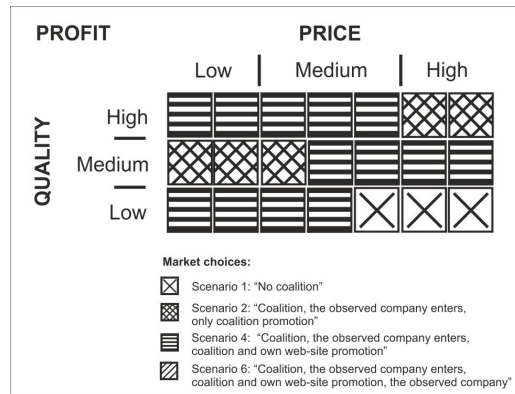 PROFIT PRICE
Low Medium High
QUALITY
High
Medium
Low
Market choices:
Scenario 1: “No coalition”
Scenario 2: “Coalition, the observed company enters,
only coalition promotion”
Scenario 4: “Coalition, the observed company enters,
coalition and own web-site promotion”
Scenario 6: “Coalition, the observed company enters,
coalition and own web-site promotion, the observed company”